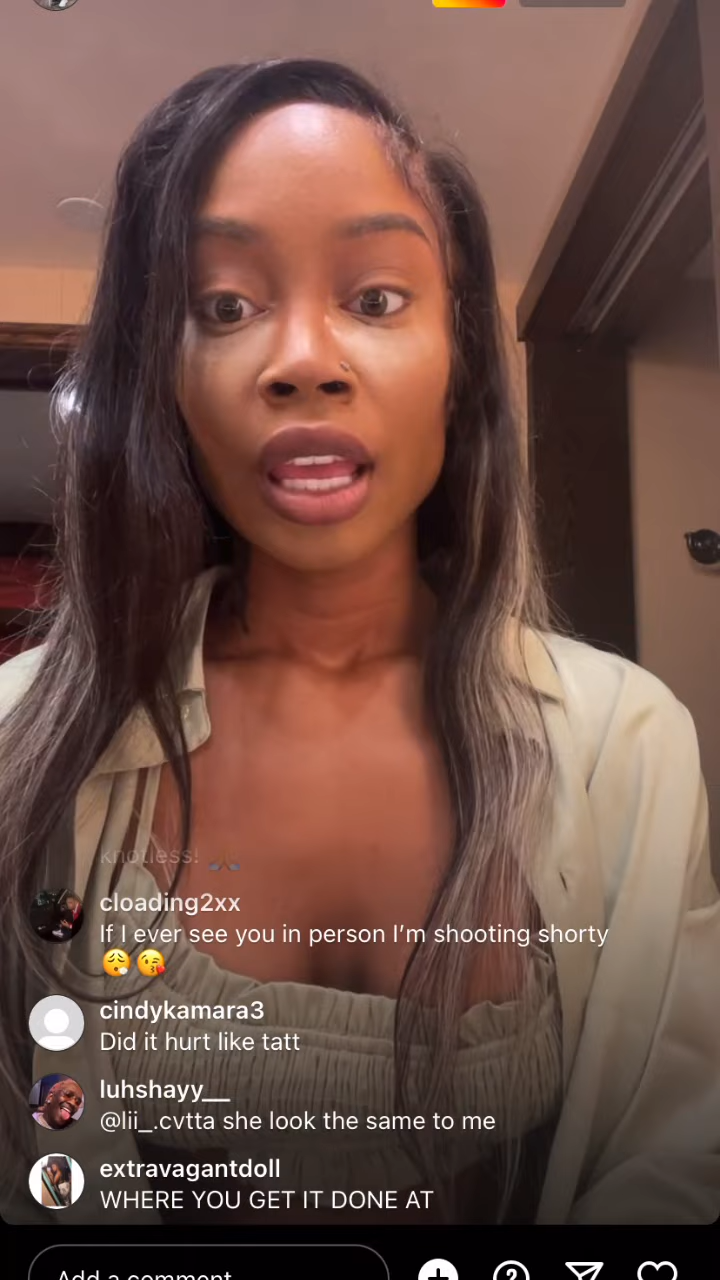 knotless!
cloading2xx
If I ever see you in person I'm shooting shorty
😮‍💨 😘
cindykamara3
Did it hurt like tatt
luhshayy__
@lii_.cvtta she look the same to me
extravagantdoll
WHERE YOU GET IT DONE AT
Add a comment